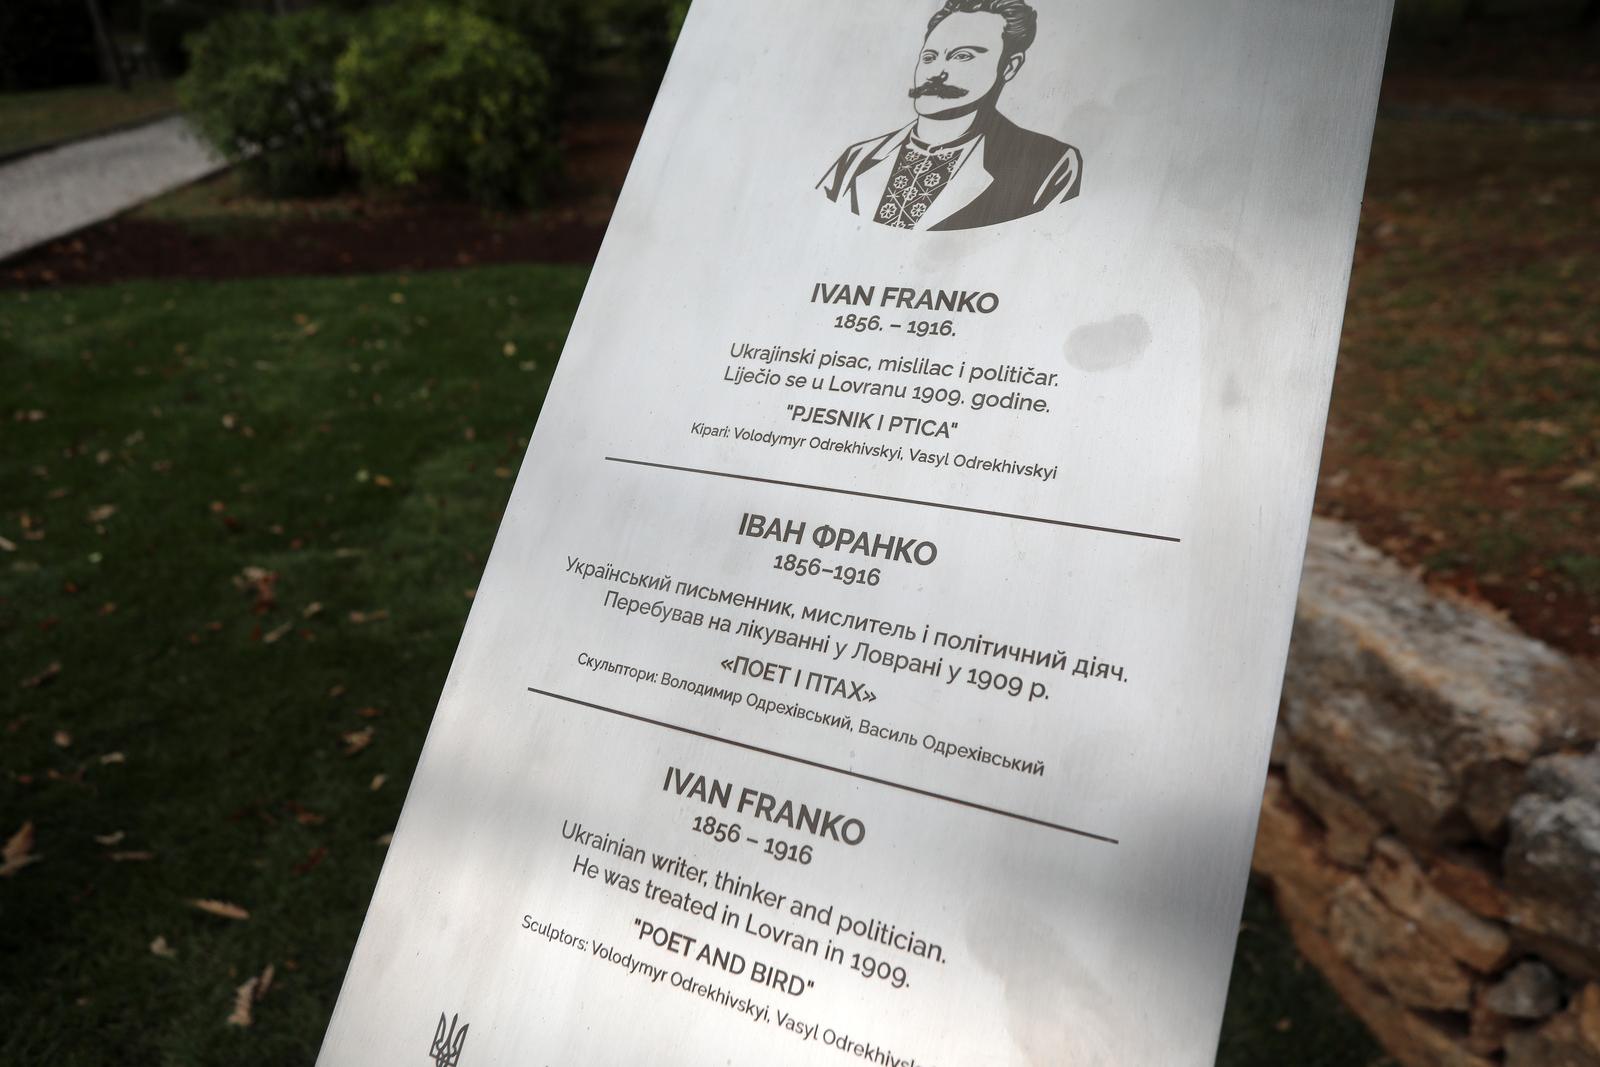 IVAN FRANKO
1856. – 1916.
Ukrajinski pisac, mislilac i političar.
Liječio se u Lovranu 1909. godine.
"PJESNIK I PTICA"
Kipari: Volodymyr Odrekhivskyi, Vasyl Odrekhivskyi
ІВАН ФРАНКО
1856–1916
Український письменник, мислитель і політичний діяч.
Перебував на лікуванні у Ловрані у 1909 р.
«ПОЕТ І ПТАХ»
Скульптори: Володимир Одрехівський, Василь Одрехівський
IVAN FRANKO
1856 – 1916
Ukrainian writer, thinker and politician.
He was treated in Lovran in 1909.
"POET AND BIRD"
Sculptors: Volodymyr Odrekhivskyi, Vasyl